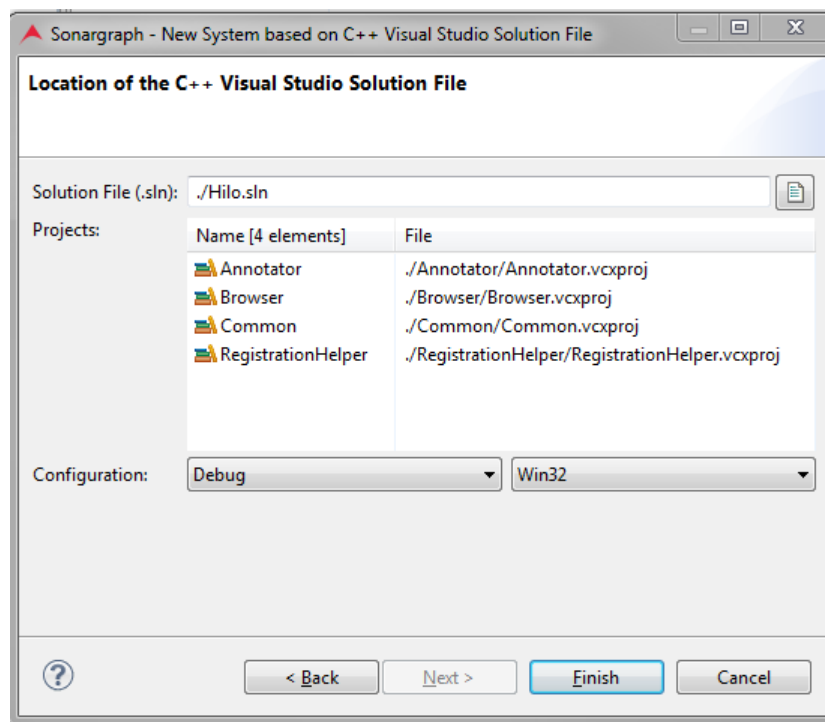 Sonargraph - New System based on C++ Visual Studio Solution File
Location of the C++ Visual Studio Solution File
Solution File (.sln): ./Hilo.sln
Projects:
Name [4 elements] File
Annotator ./Annotator/Annotator.vcxproj
Browser ./Browser/Browser.vcxproj
Common ./Common/Common.vcxproj
RegistrationHelper ./RegistrationHelper/RegistrationHelper.vcxproj
Configuration: Debug Win32
? < Back Next > Finish Cancel